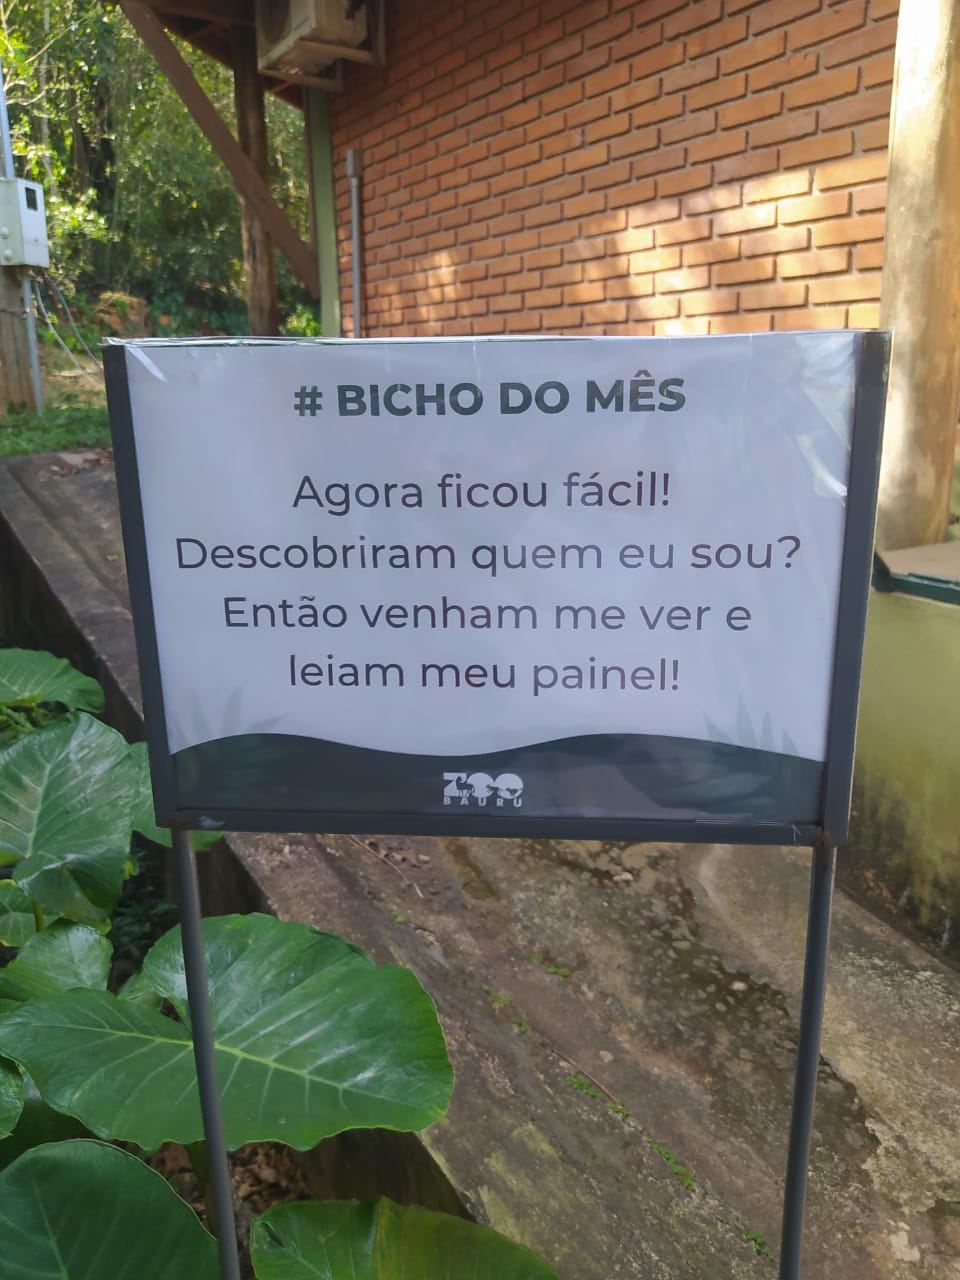 # BICHO DO MÊS
Agora ficou fácil!
Descobriram quem eu sou?
Então venham me ver e
leiam meu painel!
ZOO
BAURU